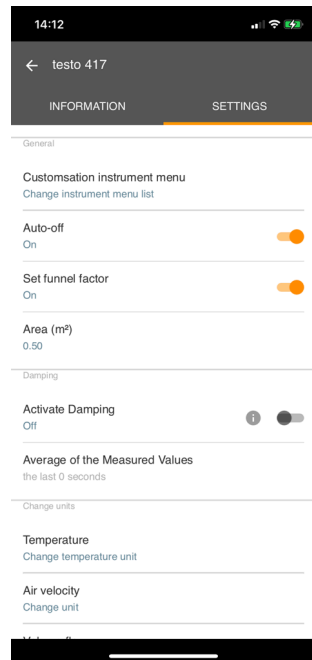 14:12
testo 417
INFORMATION SETTINGS
General
Customsation instrument menu
Change instrument menu list
Auto-off
On
Set funnel factor
On
Area (m²)
0.50
Damping
Activate Damping
Off
Average of the Measured Values
the last 0 seconds
Change units
Temperature
Change temperature unit
Air velocity
Change unit